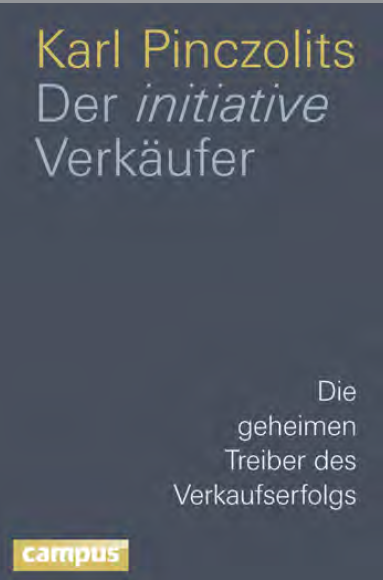 Karl Pinczolits
Der initiative
Verkäufer
Die
geheimen
Treiber des
Verkaufserfolgs
campus